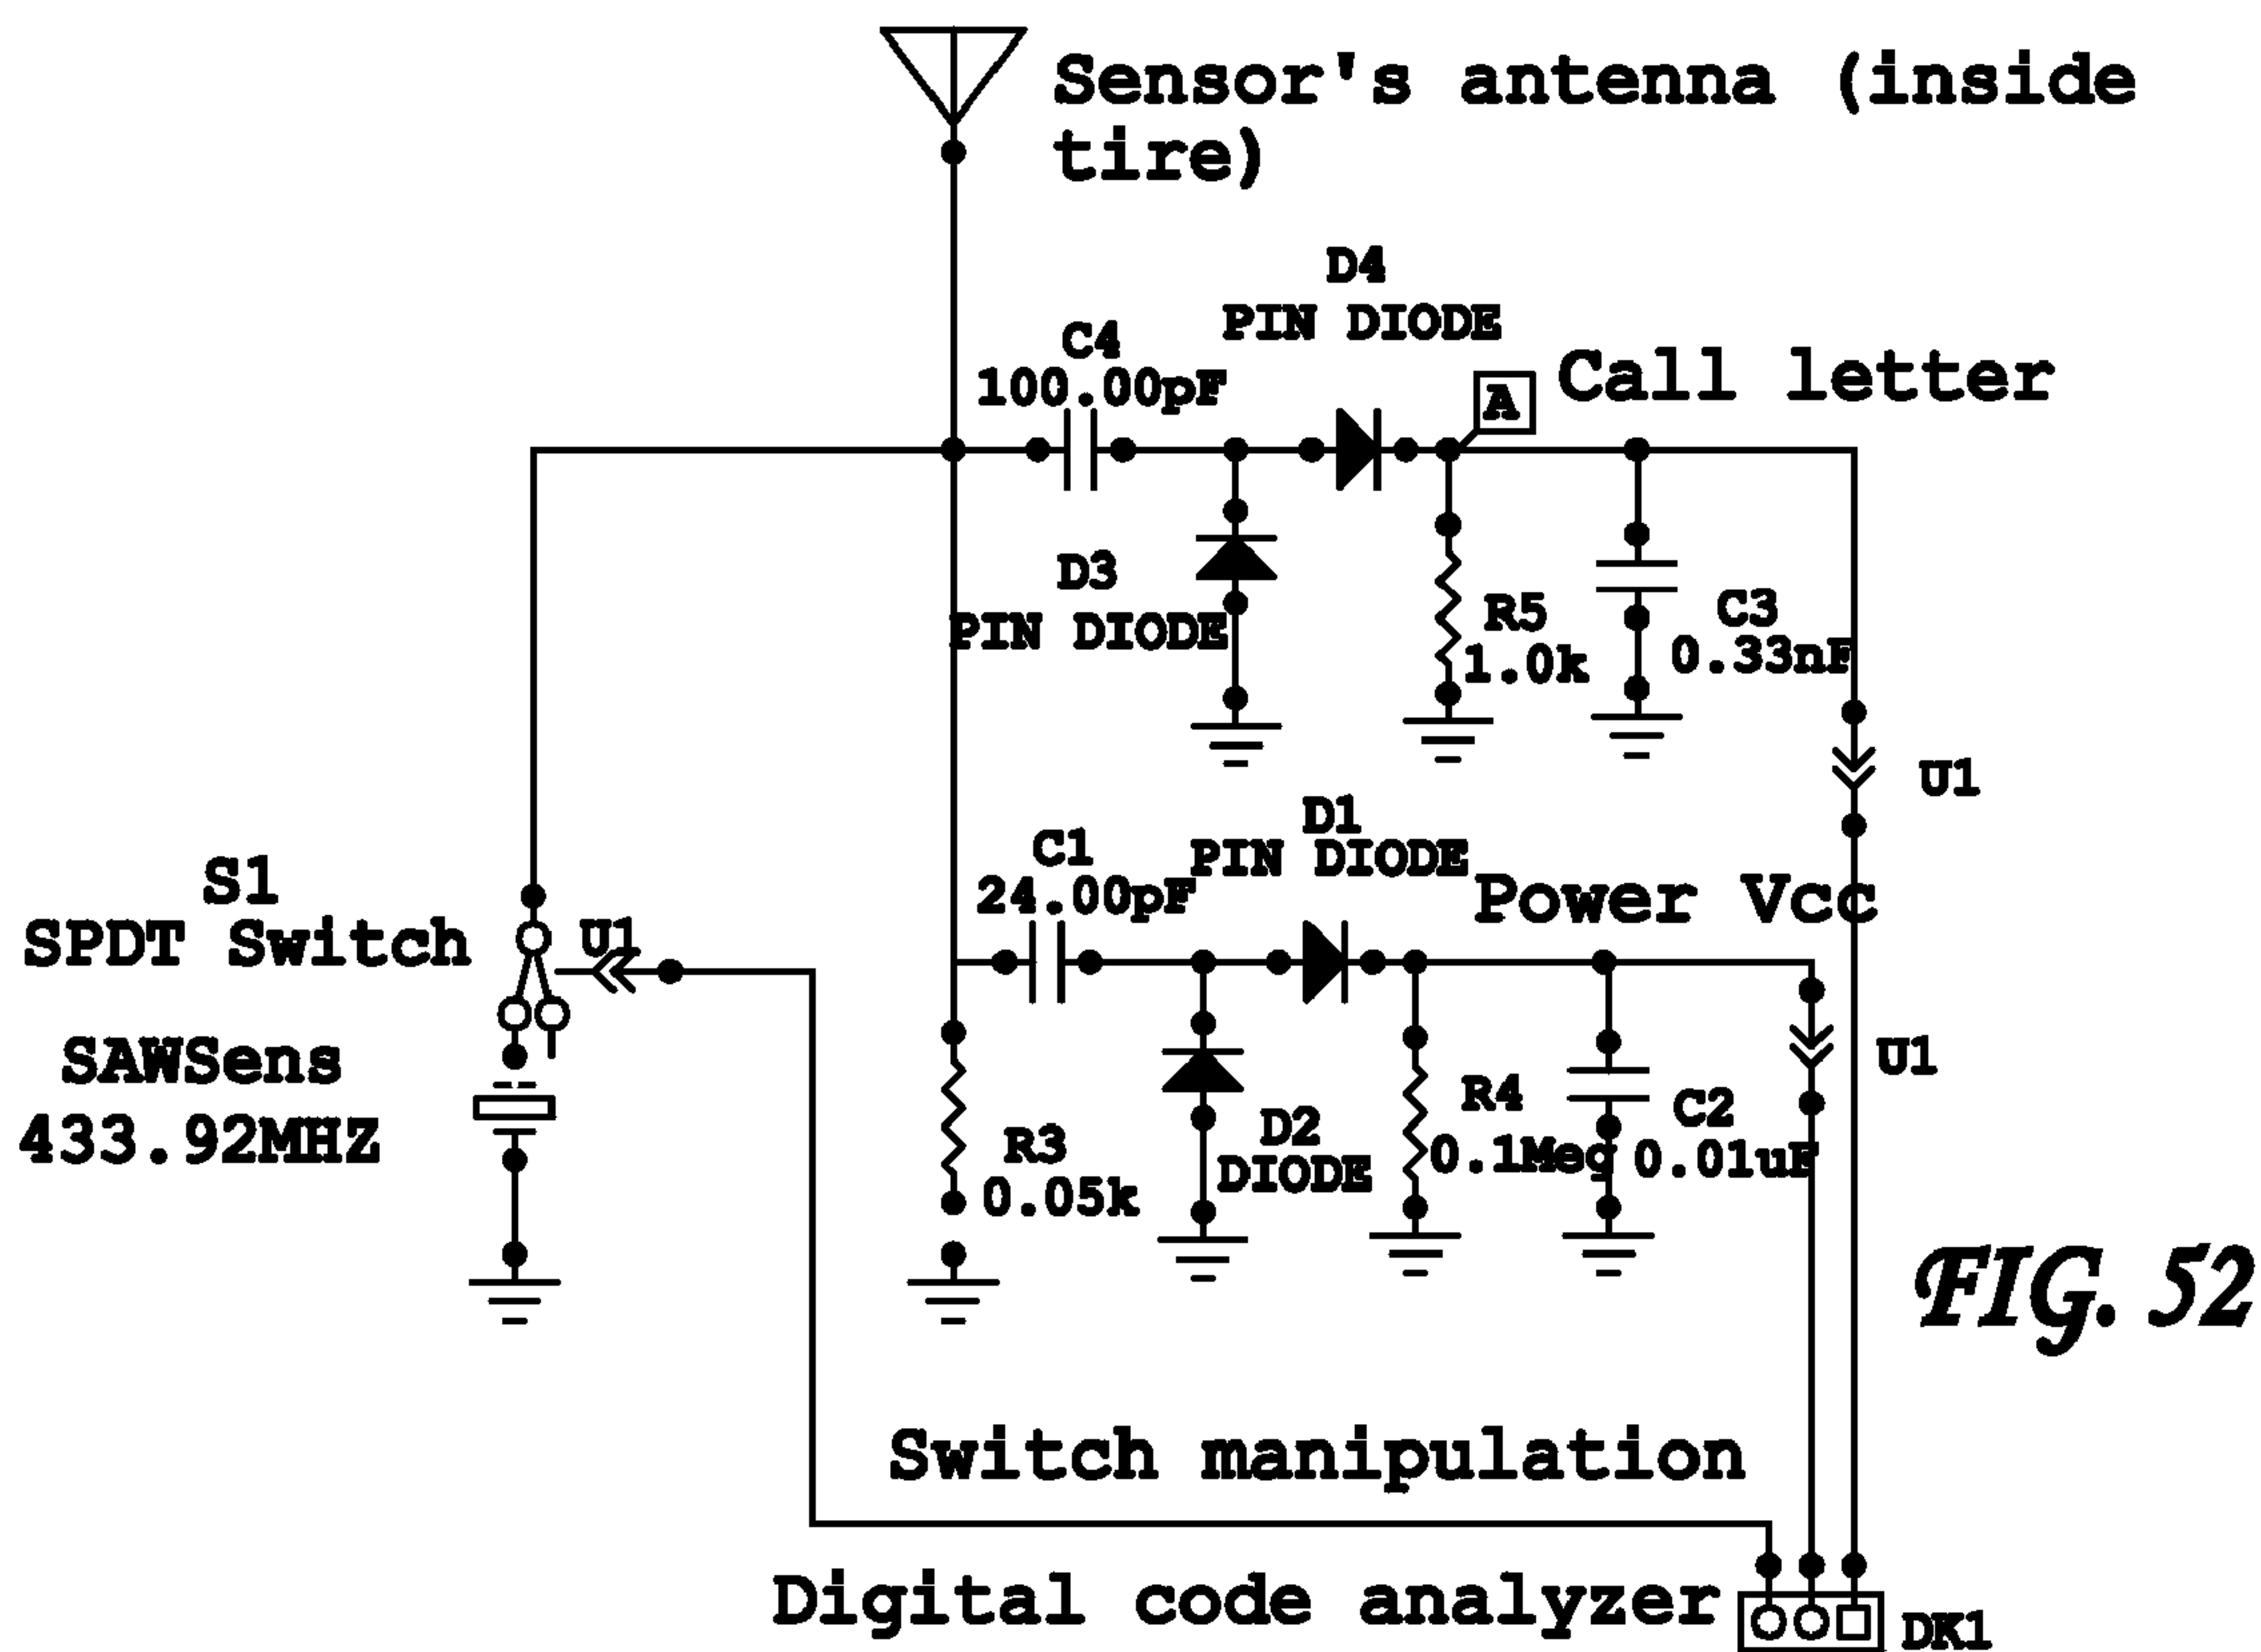 Sensor's antenna (inside
tire)
D4
PIN DIODE
C4
100.00pF
A
Call letter
D3
PIN DIODE
R5
1.0k
C3
0.33nF
U1
D1
PIN DIODE
C1
24.00pF
Power Vcc
S1
SPDT Switch
U1
SAWSens
433.92MHZ
U1
R3
0.05k
D2
DIODE
R4
0.1Meg
C2
0.01uF
FIG. 52
Switch manipulation
Digital code analyzer
DK1